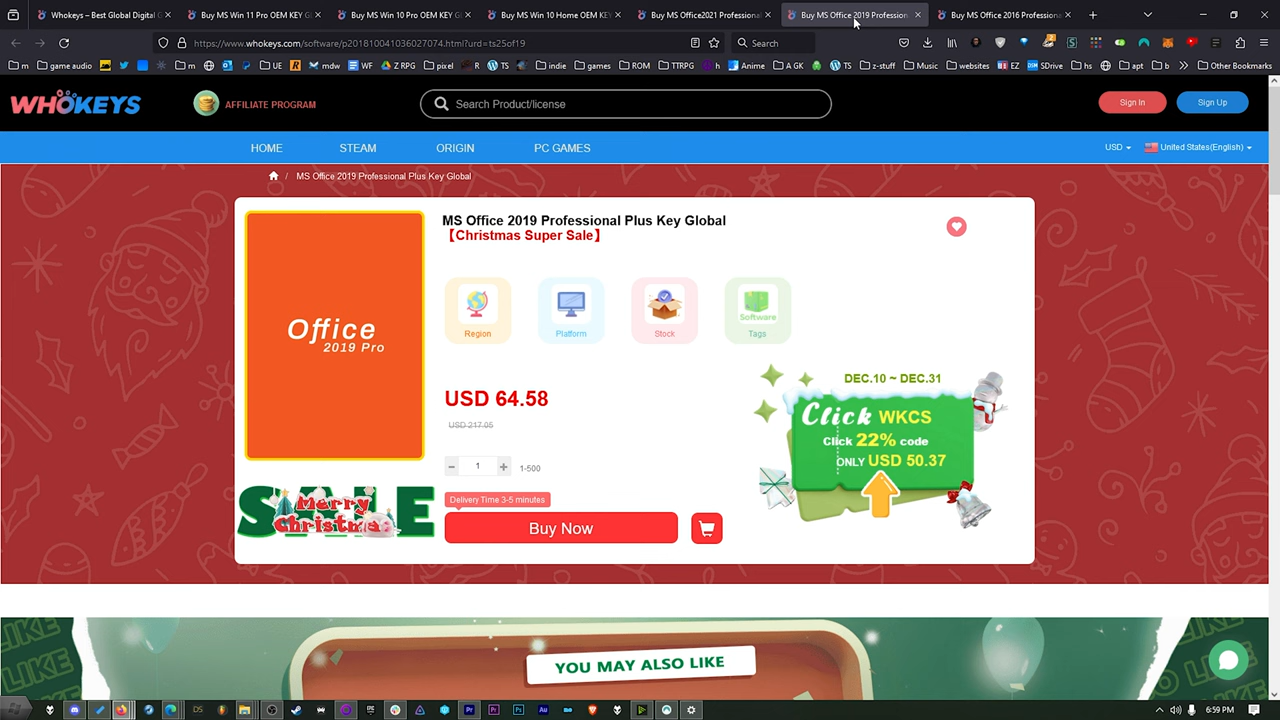 Whokeys – Best Global Digital G
Buy MS Win 11 Pro OEM KEY G
Buy MS Win 10 Pro OEM KEY G
Buy MS Win 10 Home OEM KEY
Buy MS Office2021 Professional
Buy MS Office 2019 Profession
Buy MS Office 2016 Professiona
https://www.whokeys.com/software/p201810041036027074.html?urd=ts25of19
Search
m
game audio
m
UE
mdw
WF
Z RPG
pixel
R
TS
indie
games
ROM
TTRPG
h
Anime
A GK
TS
z-stuff
Music
websites
EZ
SDrive
hs
apt
b
Other Bookmarks
WHOKEYS
AFFILIATE PROGRAM
Search Product/license
Sign In
Sign Up
HOME
STEAM
ORIGIN
PC GAMES
USD
United States(English)
/ MS Office 2019 Professional Plus Key Global
MS Office 2019 Professional Plus Key Global
【Christmas Super Sale】
Office
2019 Pro
Region
Platform
Stock
Software
Tags
USD 64.58
USD 217.05
DEC.10 ~ DEC.31
Click WKCS
Click 22% code
ONLY USD 50.37
− 1 + 1-500
SALE
Merry
Christmas
Delivery Time 3-5 minutes
Buy Now
YOU MAY ALSO LIKE
LIKE
6:59 PM